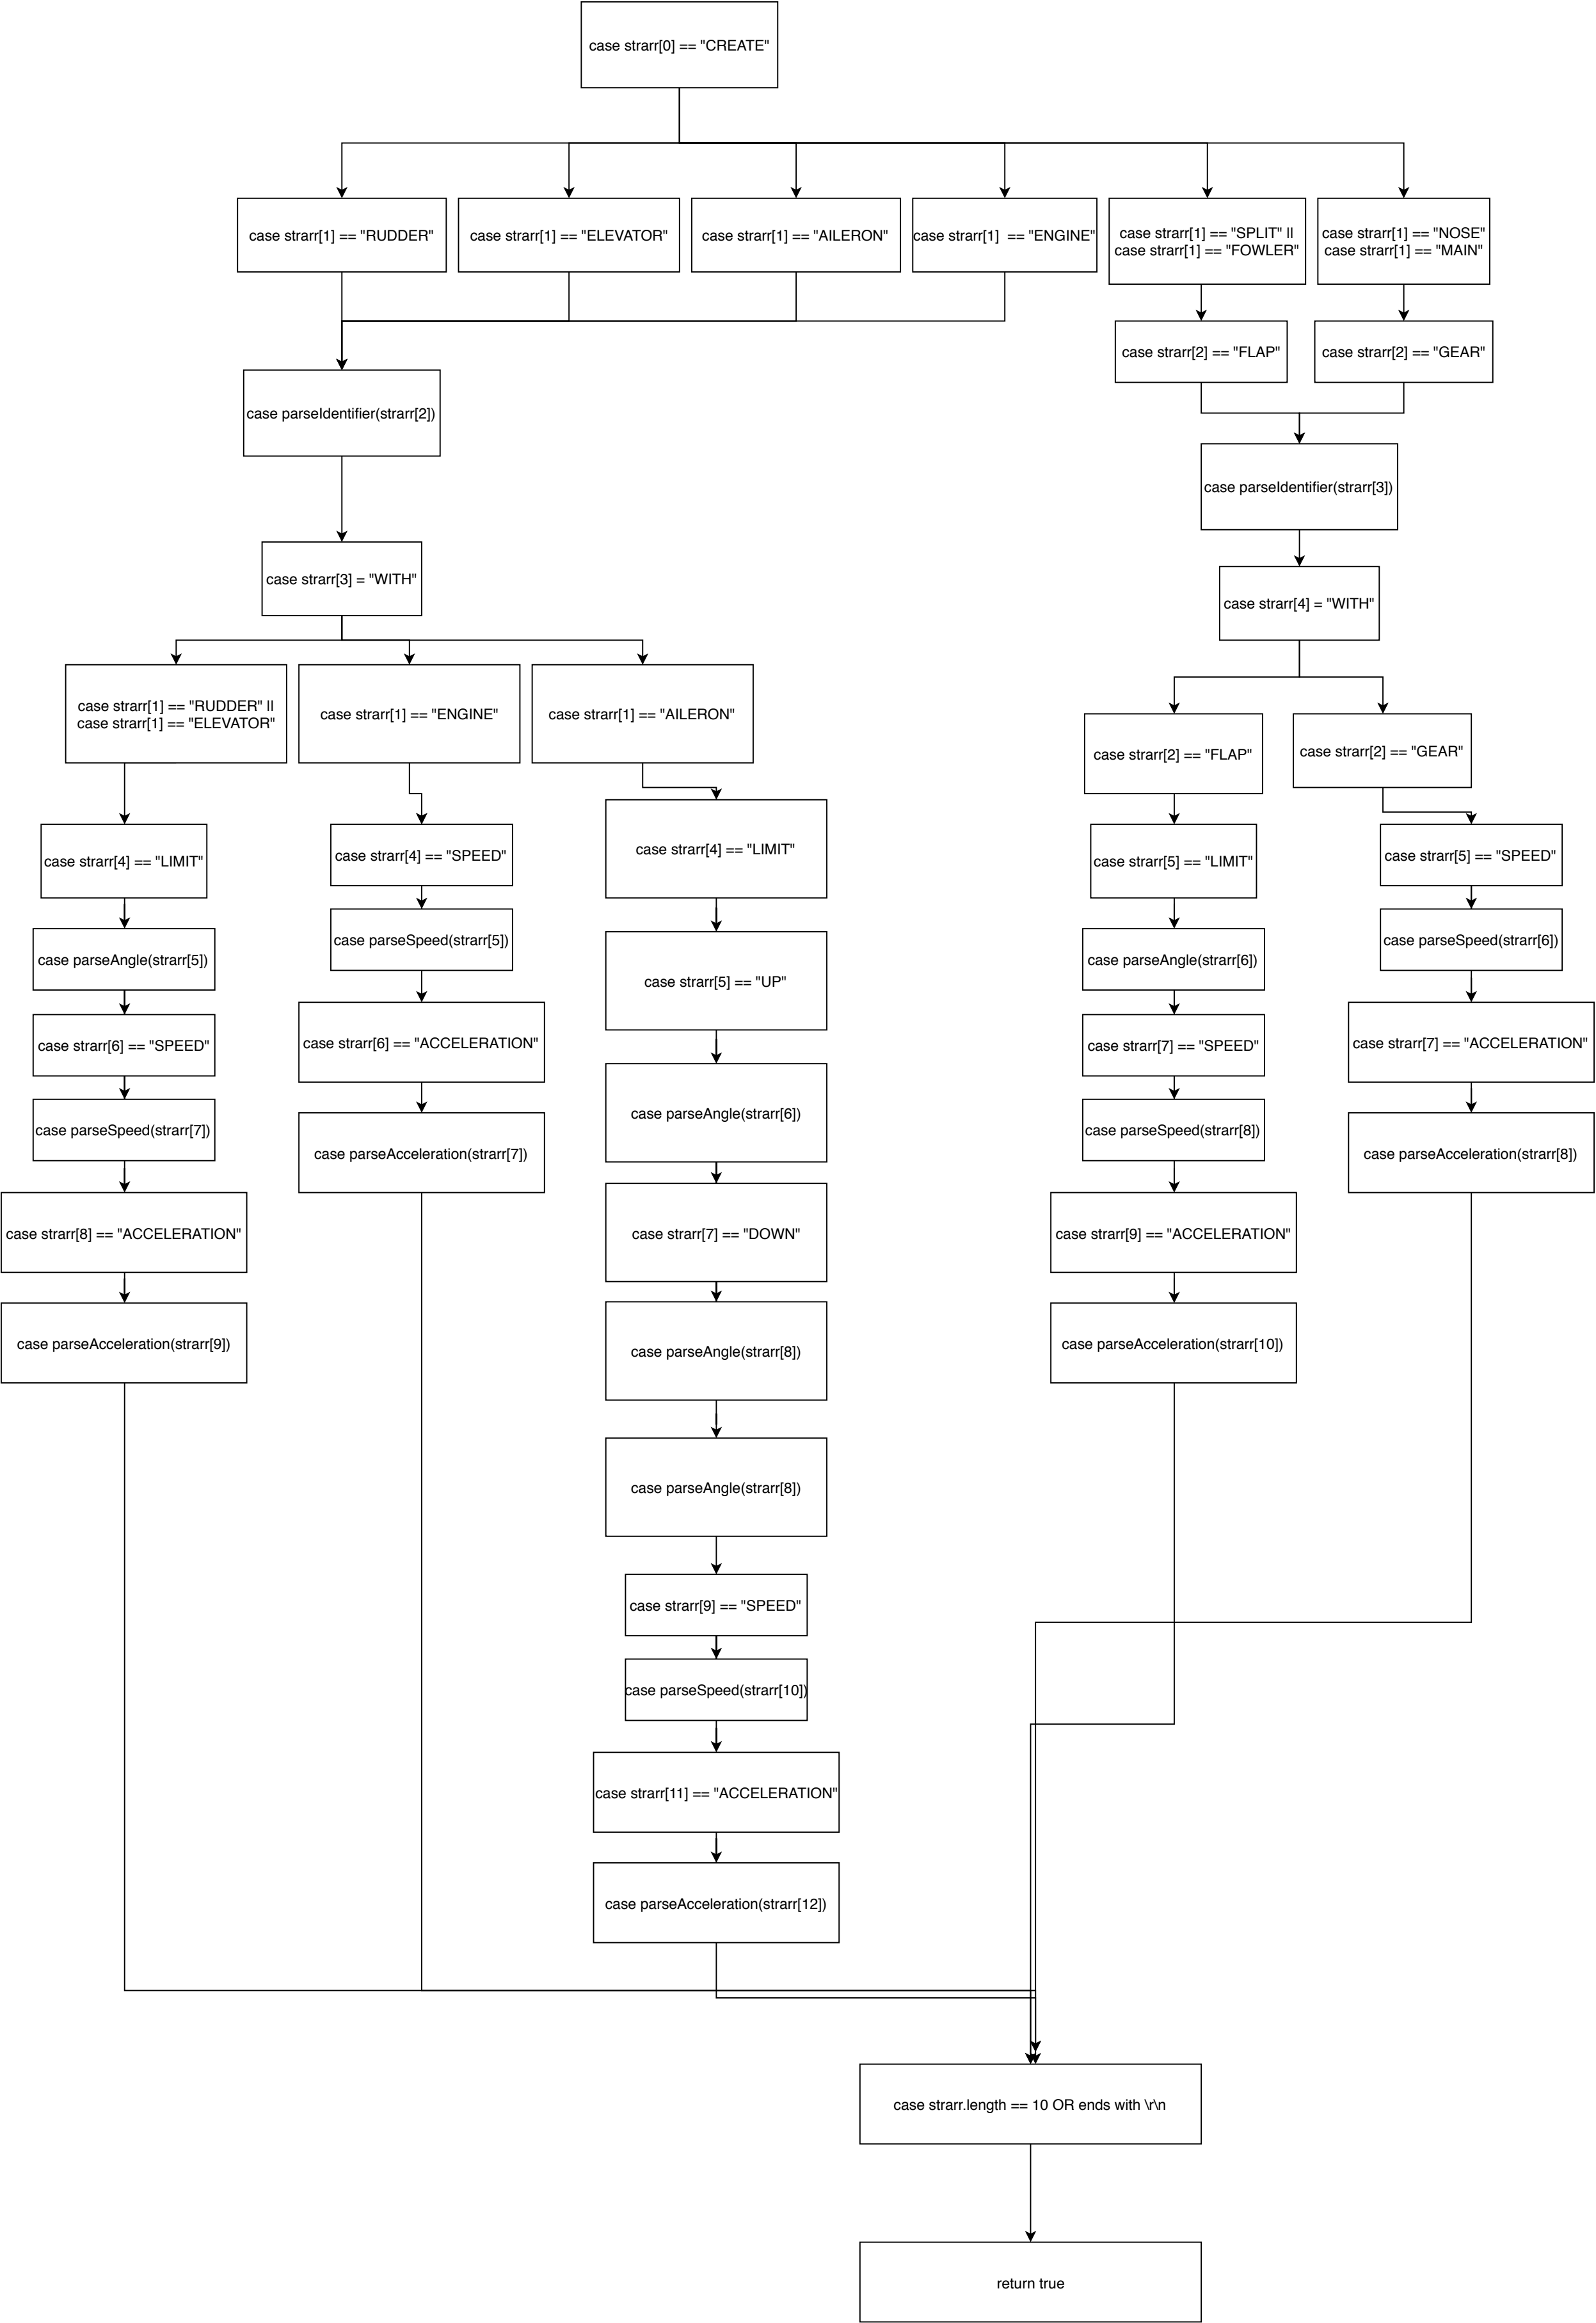 case strarr[0] == "CREATE"
case strarr[1] == "RUDDER"
case strarr[1] == "ELEVATOR"
case strarr[1] == "AILERON"
case strarr[1]  == "ENGINE"
case strarr[1] == "SPLIT" ||
case strarr[1] == "FOWLER"
case strarr[1] == "NOSE"
case strarr[1] == "MAIN"
case strarr[2] == "FLAP"
case strarr[2] == "GEAR"
case parseIdentifier(strarr[2])
case parseIdentifier(strarr[3])
case strarr[3] = "WITH"
case strarr[4] = "WITH"
case strarr[1] == "RUDDER" ||
case strarr[1] == "ELEVATOR"
case strarr[1] == "ENGINE"
case strarr[1] == "AILERON"
case strarr[2] == "FLAP"
case strarr[2] == "GEAR"
case strarr[4] == "LIMIT"
case parseAngle(strarr[5])
case strarr[6] == "SPEED"
case parseSpeed(strarr[7])
case strarr[8] == "ACCELERATION"
case parseAcceleration(strarr[9])
case strarr[4] == "SPEED"
case parseSpeed(strarr[5])
case strarr[6] == "ACCELERATION"
case parseAcceleration(strarr[7])
case strarr[4] == "LIMIT"
case strarr[5] == "UP"
case parseAngle(strarr[6])
case strarr[7] == "DOWN"
case parseAngle(strarr[8])
case parseAngle(strarr[8])
case strarr[9] == "SPEED"
case parseSpeed(strarr[10])
case strarr[11] == "ACCELERATION"
case parseAcceleration(strarr[12])
case strarr[5] == "LIMIT"
case parseAngle(strarr[6])
case strarr[7] == "SPEED"
case parseSpeed(strarr[8])
case strarr[9] == "ACCELERATION"
case parseAcceleration(strarr[10])
case strarr[5] == "SPEED"
case parseSpeed(strarr[6])
case strarr[7] == "ACCELERATION"
case parseAcceleration(strarr[8])
case strarr.length == 10 OR ends with \r\n
return true